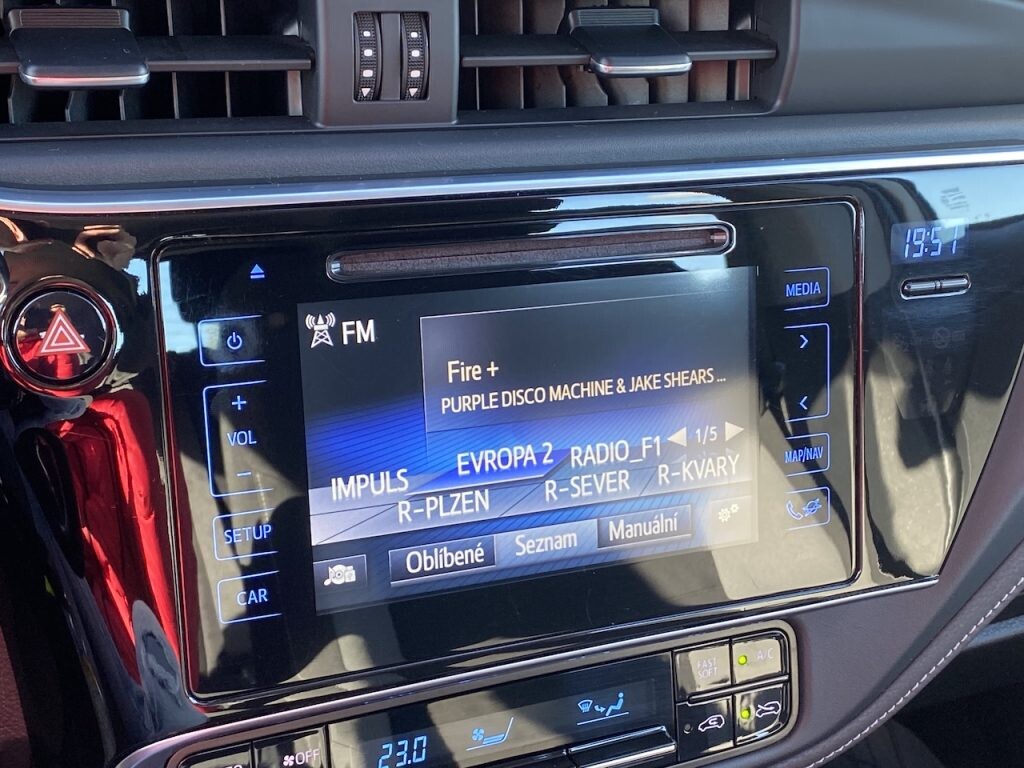 19:51
MEDIA
FM
Fire +
PURPLE DISCO MACHINE & JAKE SHEARS ...
+
VOL
-
1/5
MAP/NAV
IMPULS EVROPA 2 RADIO_F1
R-PLZEN R-SEVER R-KVARY
SETUP
Oblíbené Seznam Manuální
CAR
FAST
SOFT
A/C
OFF
23.0